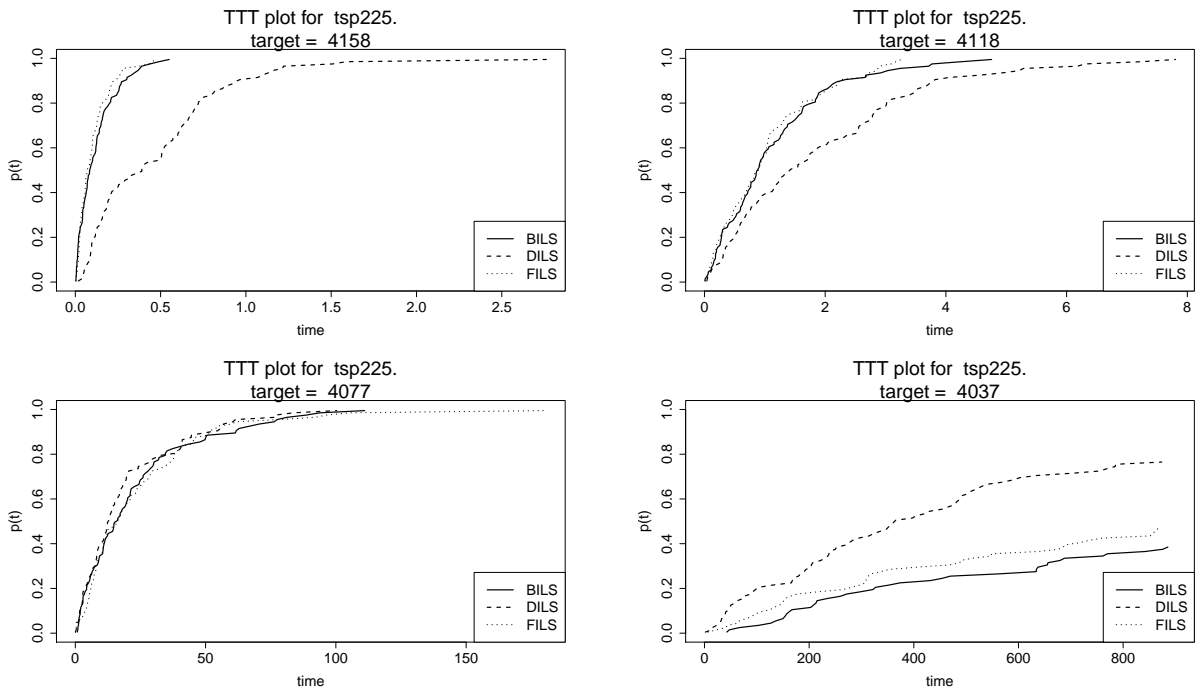 TTT plot for tsp225.
target = 4158
p(t)
0.0 0.2 0.4 0.6 0.8 1.0
BILS
DILS
FILS
0.0 0.5 1.0 1.5 2.0 2.5
time
TTT plot for tsp225.
target = 4118
p(t)
0.0 0.2 0.4 0.6 0.8 1.0
BILS
DILS
FILS
0 2 4 6 8
time
TTT plot for tsp225.
target = 4077
p(t)
0.0 0.2 0.4 0.6 0.8 1.0
BILS
DILS
FILS
0 50 100 150
time
TTT plot for tsp225.
target = 4037
p(t)
0.0 0.2 0.4 0.6 0.8 1.0
BILS
DILS
FILS
0 200 400 600 800
time